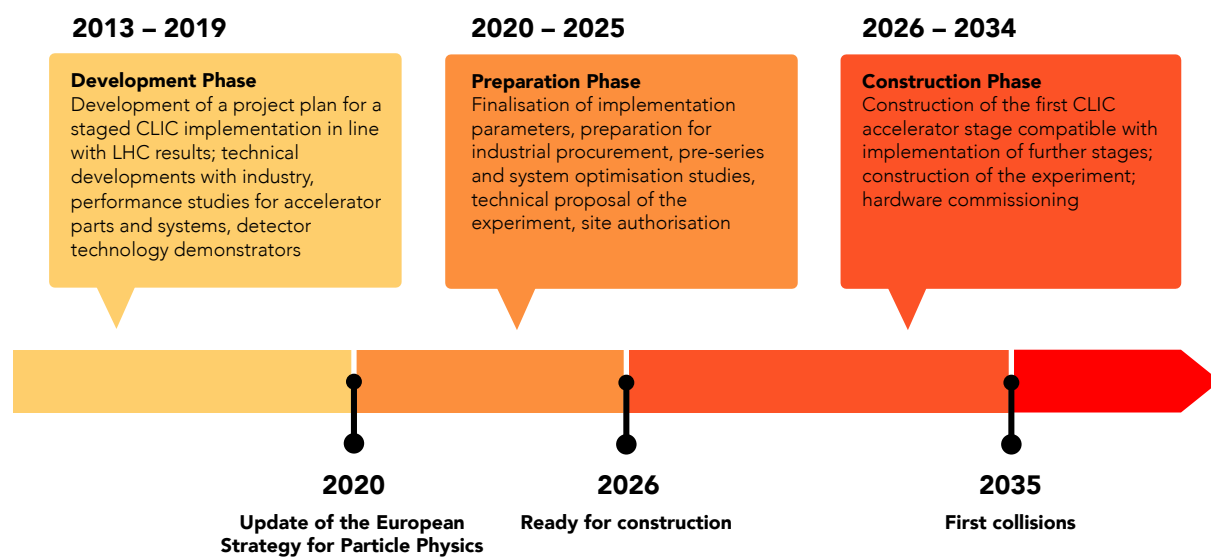 2013 – 2019
Development Phase
Development of a project plan for a
staged CLIC implementation in line
with LHC results; technical
developments with industry,
performance studies for accelerator
parts and systems, detector
technology demonstrators
2020 – 2025
Preparation Phase
Finalisation of implementation
parameters, preparation for
industrial procurement, pre-series
and system optimisation studies,
technical proposal of the
experiment, site authorisation
2026 – 2034
Construction Phase
Construction of the first CLIC
accelerator stage compatible with
implementation of further stages;
construction of the experiment;
hardware commissioning
2020
Update of the European
Strategy for Particle Physics
2026
Ready for construction
2035
First collisions